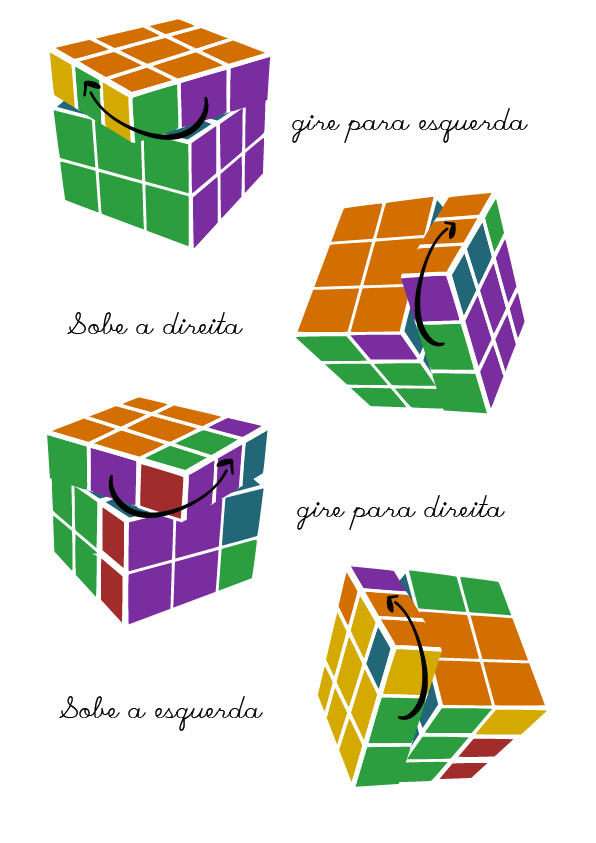 gire para esquerda
Sobe a direita
gire para direita
Sobe a esquerda